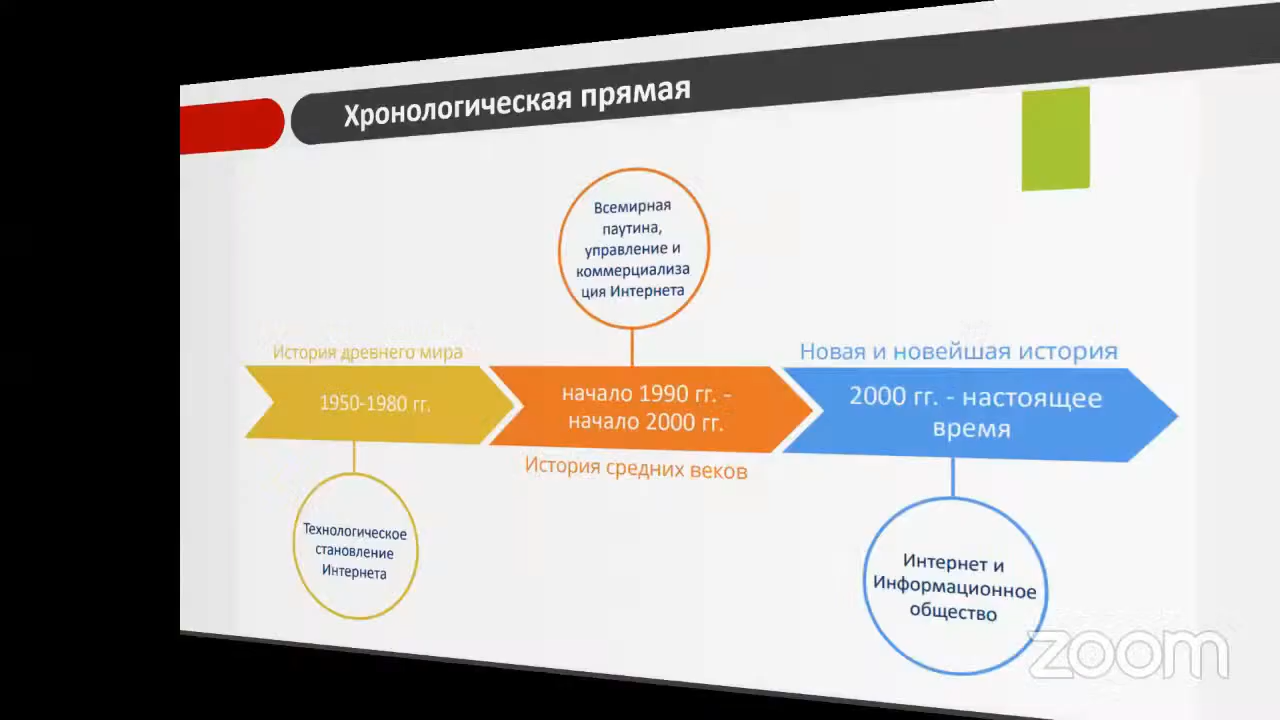 Хронологическая прямая
Всемирная
паутина,
управление и
коммерциализа
ция Интернета
История древнего мира
1950-1980 гг.
начало 1990 гг. -
начало 2000 гг.
Новая и новейшая история
2000 гг. - настоящее
время
История средних веков
Технологическое
становление
Интернета
Интернет и
Информационное
общество
zoom